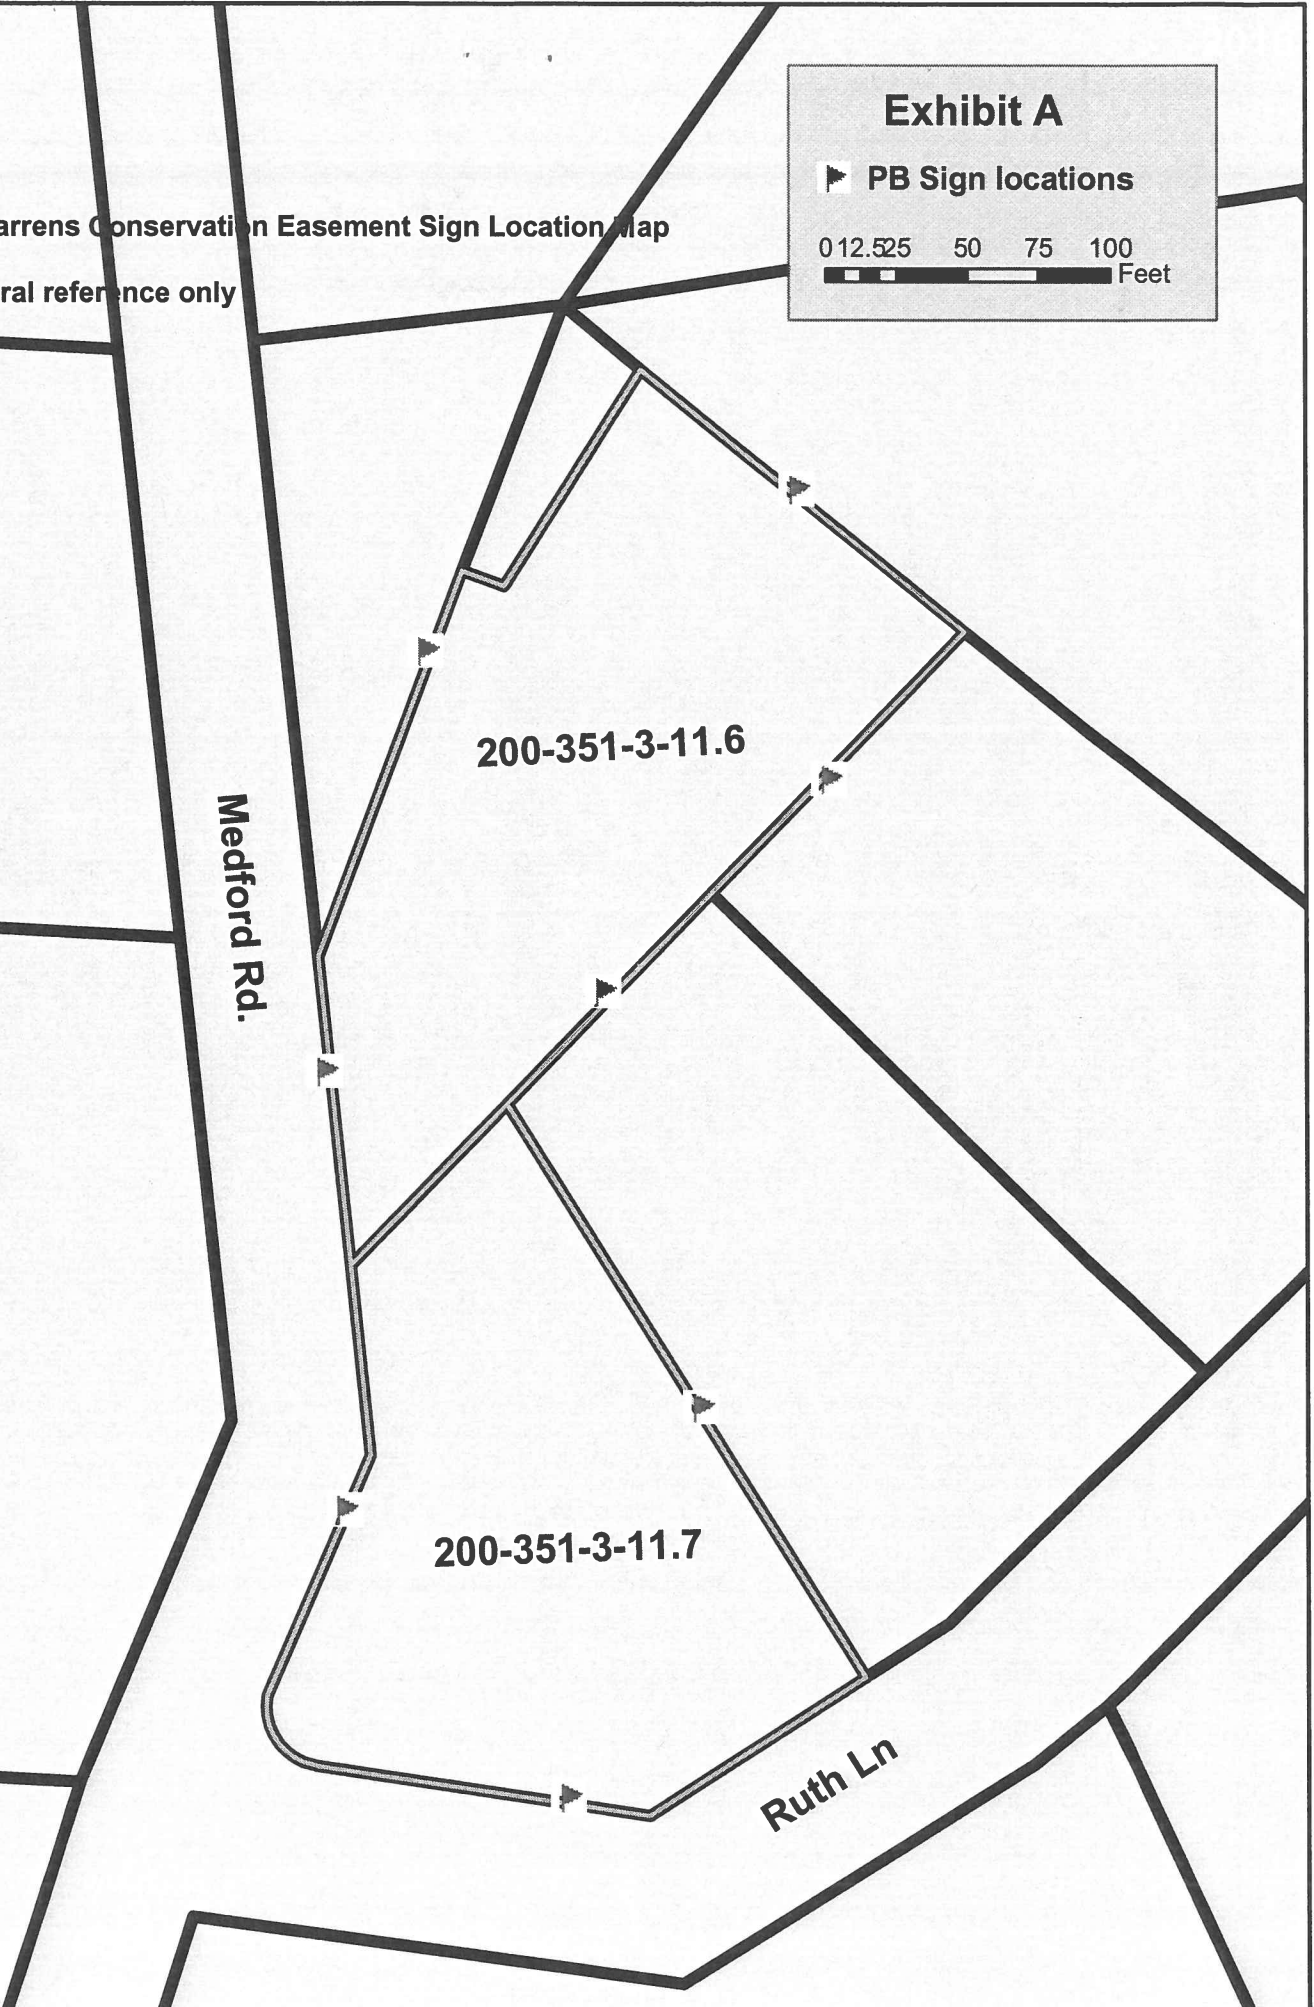 Exhibit A
PB Sign locations
arrens Conservation Easement Sign Location Map
0 12.5 25 50 75 100
Feet
ral reference only
200-351-3-11.6
Medford Rd.
200-351-3-11.7
Ruth Ln